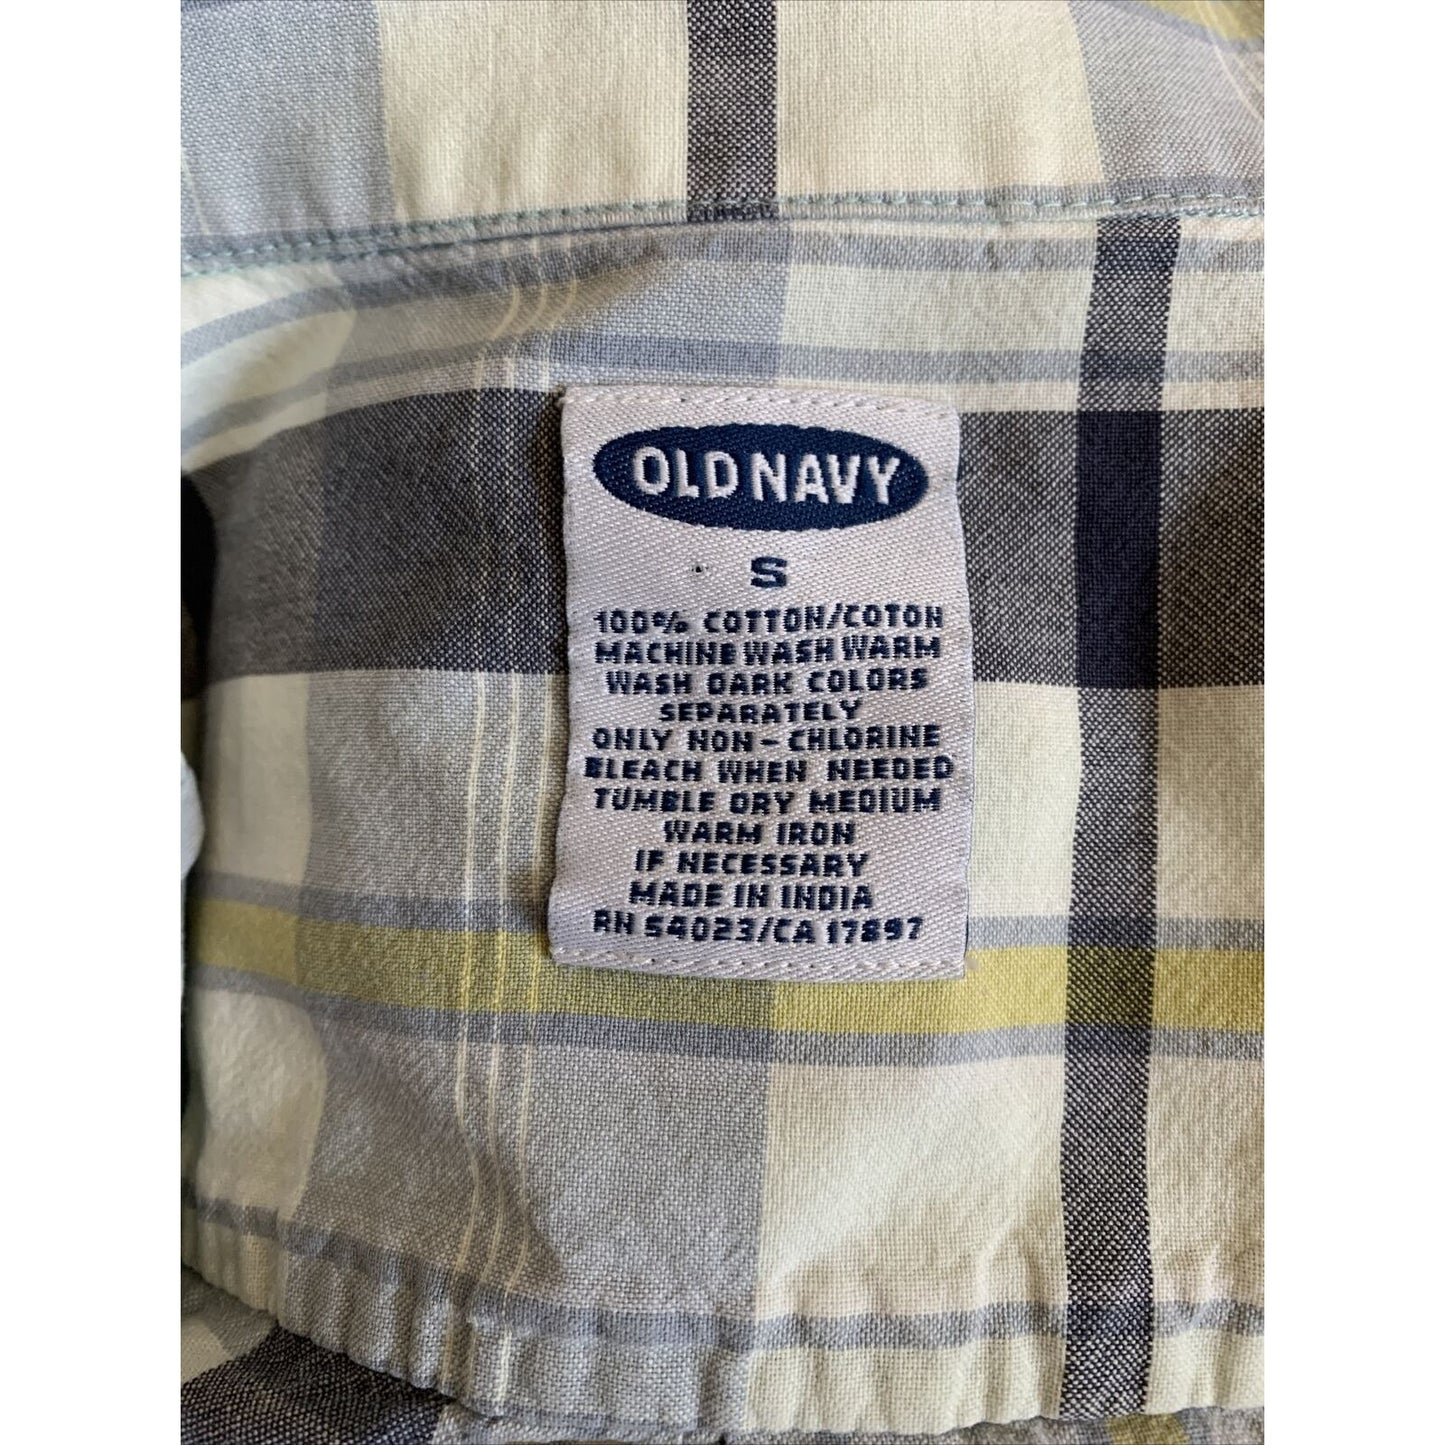 OLD NAVY
S
100% COTTON/COTON
MACHINE WASH WARM
WASH DARK COLORS
SEPARATELY
ONLY NON-CHLORINE
BLEACH WHEN NEEDED
TUMBLE DRY MEDIUM
WARM IRON
IF NECESSARY
MADE IN INDIA
RN 54023/CA 17897